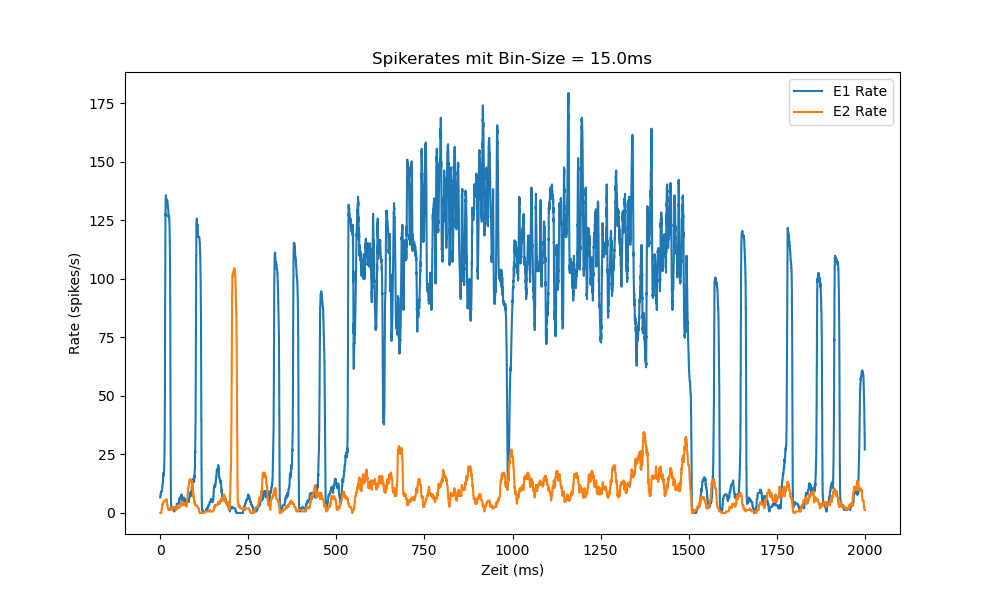 Spikerates mit Bin-Size = 15.0ms
E1 Rate
E2 Rate
175
150
125
100
75
50
25
0
Rate (spikes/s)
0 250 500 750 1000 1250 1500 1750 2000
Zeit (ms)